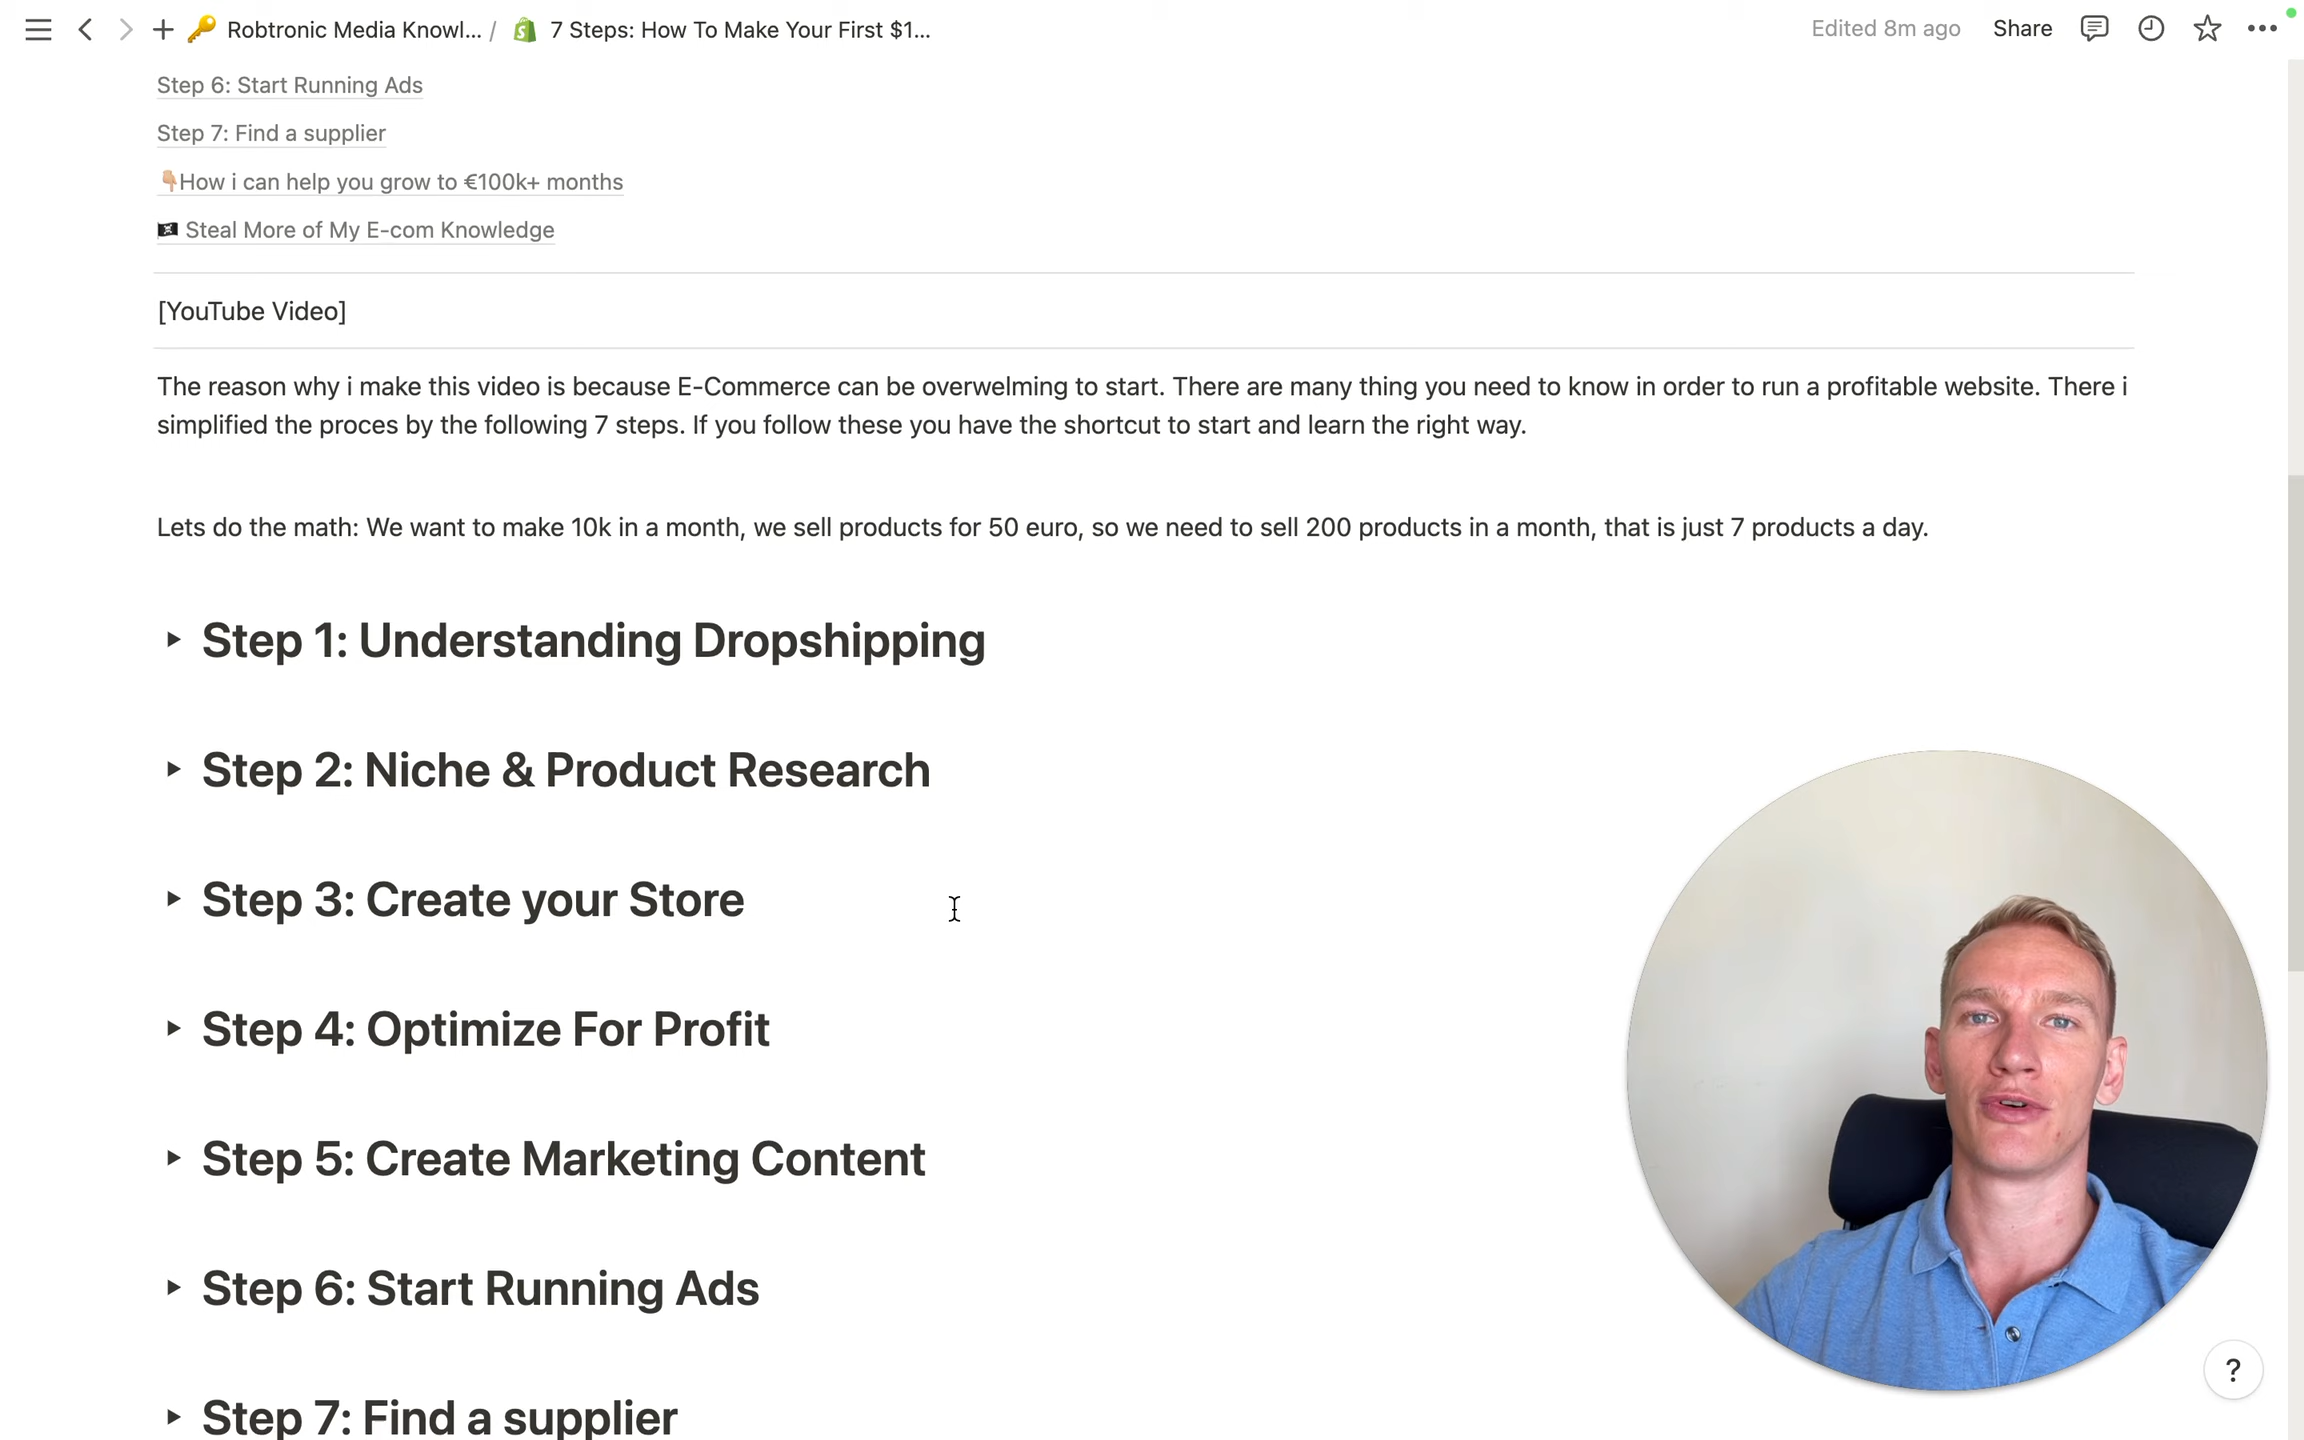 Robtronic Media Knowl... / 7 Steps: How To Make Your First $1...
Edited 8m ago Share
Step 6: Start Running Ads
Step 7: Find a supplier
👇🏼How i can help you grow to €100k+ months
🏴‍☠️ Steal More of My E-com Knowledge
[YouTube Video]
The reason why i make this video is because E-Commerce can be overwelming to start. There are many thing you need to know in order to run a profitable website. There i
simplified the proces by the following 7 steps. If you follow these you have the shortcut to start and learn the right way.
Lets do the math: We want to make 10k in a month, we sell products for 50 euro, so we need to sell 200 products in a month, that is just 7 products a day.
Step 1: Understanding Dropshipping
Step 2: Niche & Product Research
Step 3: Create your Store
Step 4: Optimize For Profit
Step 5: Create Marketing Content
Step 6: Start Running Ads
Step 7: Find a supplier
?